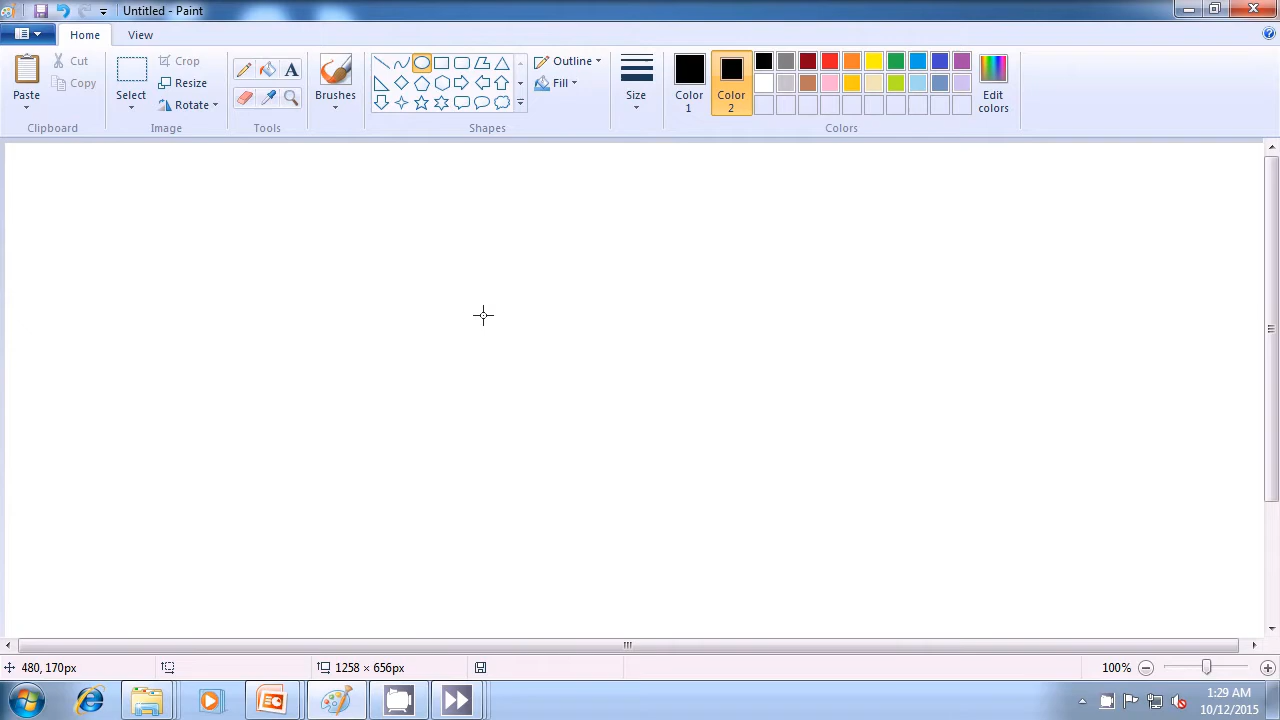 Untitled - Paint
Home View
Paste
Cut
Copy
Clipboard
Select
Crop
Resize
Rotate
Image
A
Tools
Brushes
Shapes
Outline
Fill
Size
Color 1
Color 2
Colors
Edit colors
480, 170px
1258 × 656px
100%
1:29 AM
10/12/2015